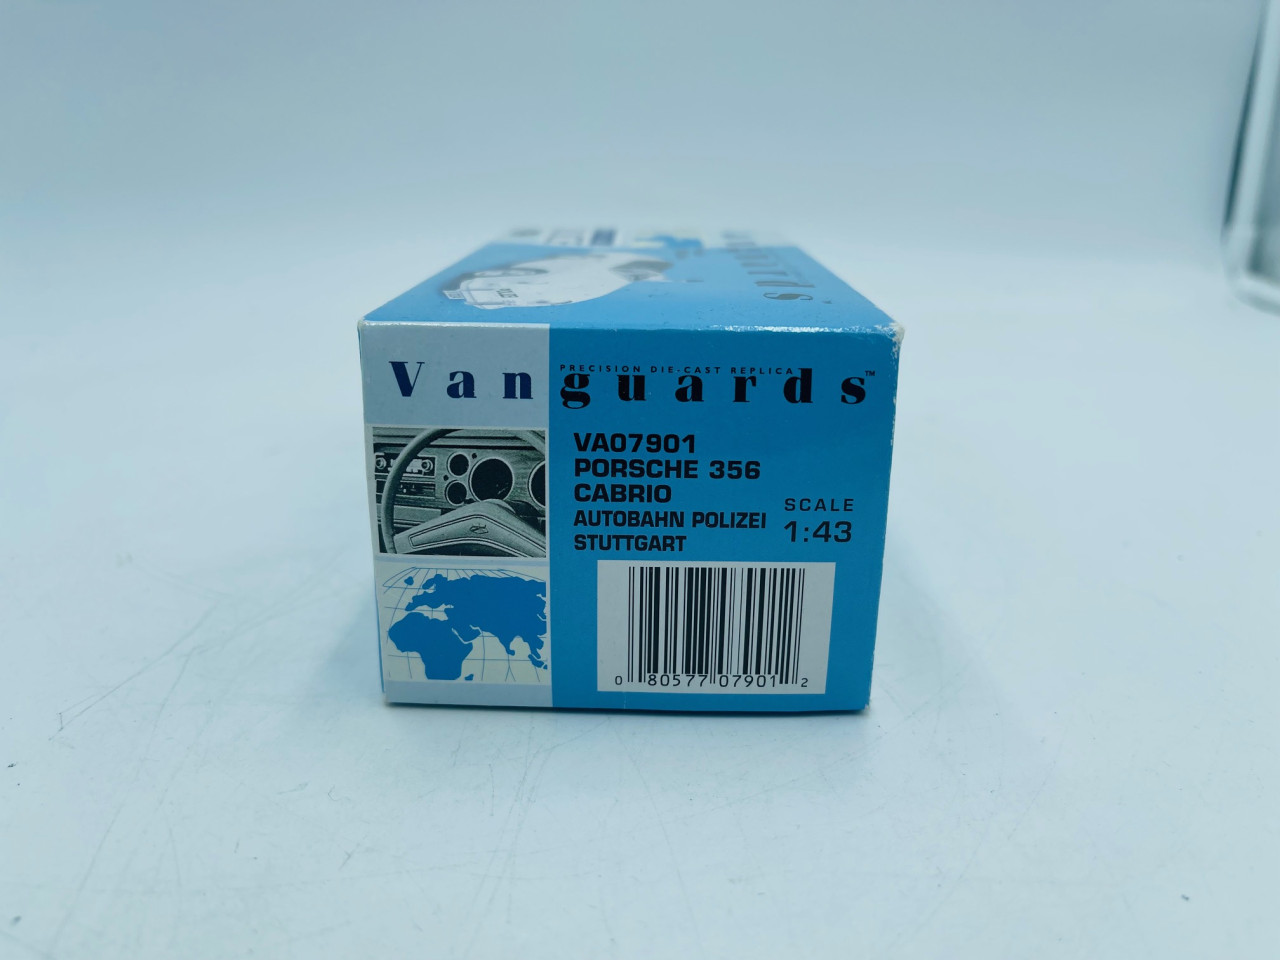 PRECISION DIE-CAST REPLICA
Vanguards™
VA07901
PORSCHE 356
CABRIO
AUTOBAHN POLIZEI
STUTTGART
SCALE
1:43
0 80577 07901 2